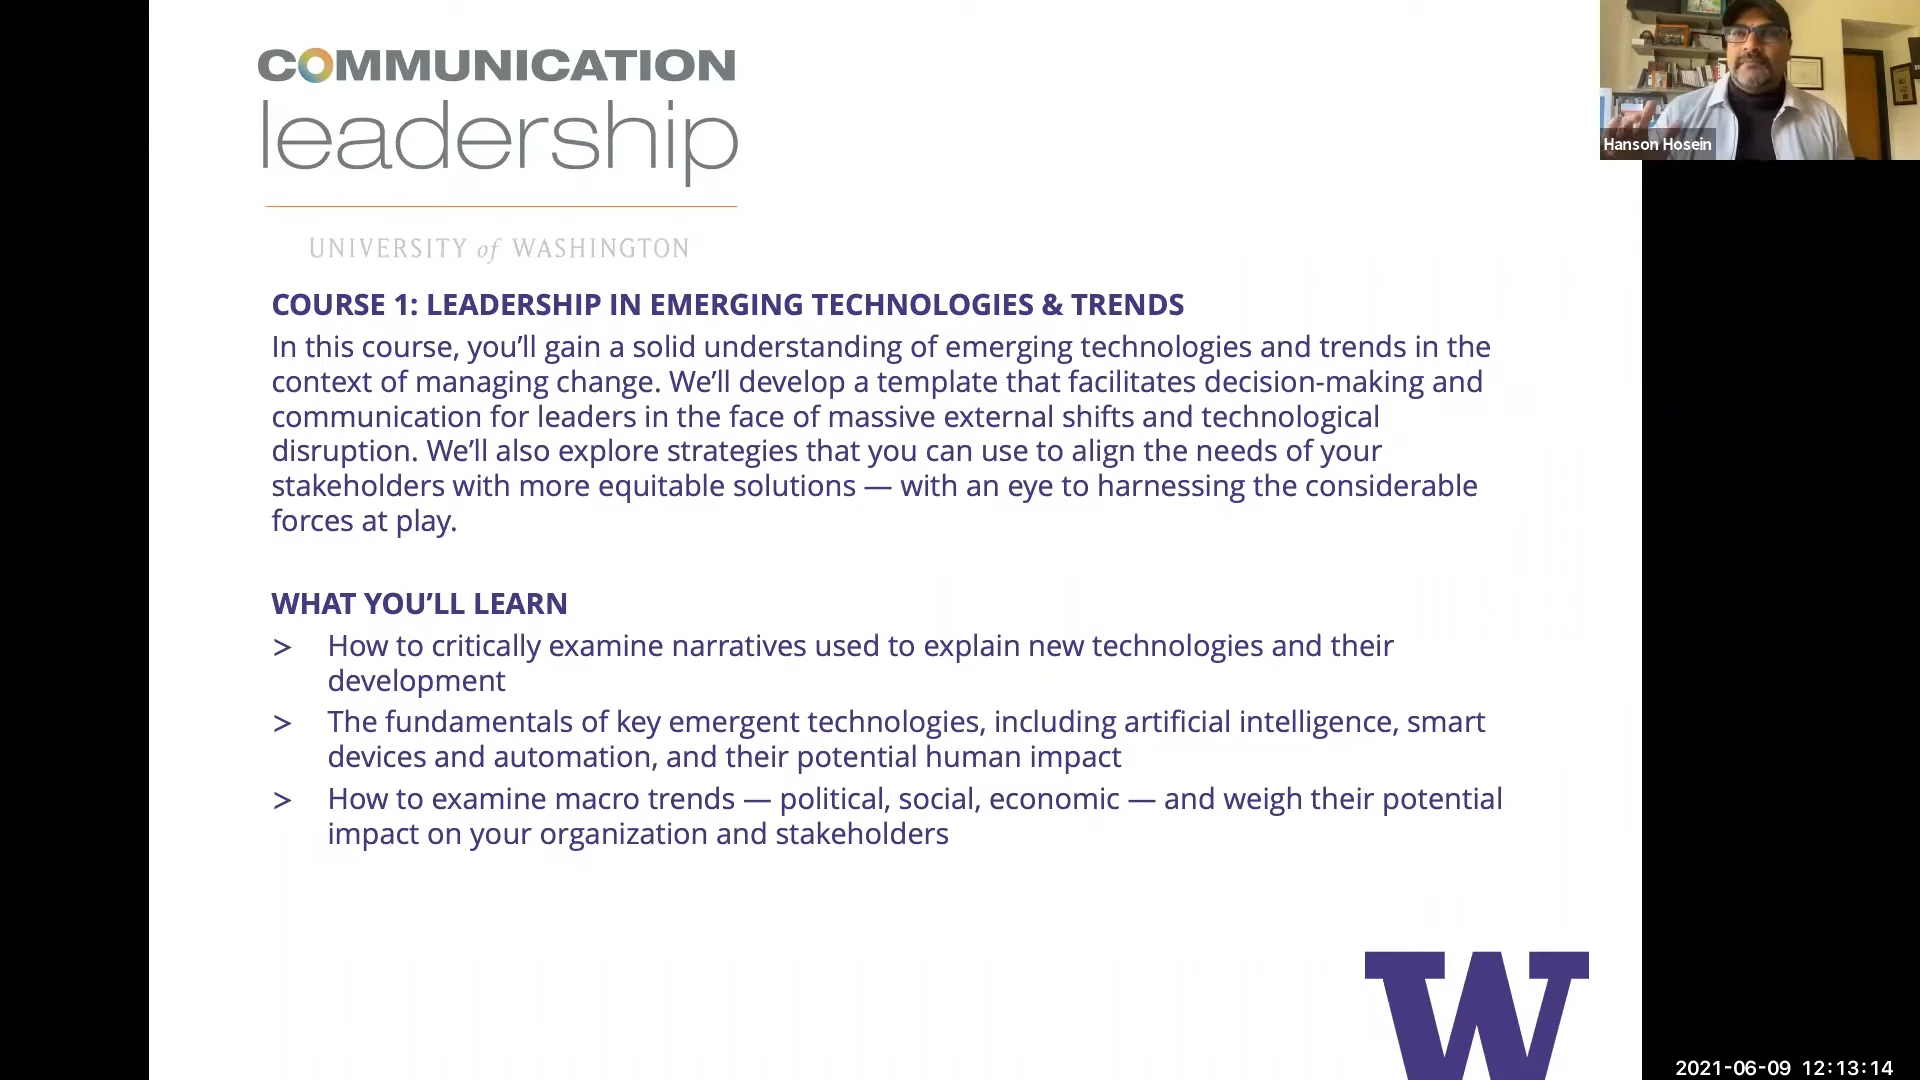 COMMUNICATION
leadership
UNIVERSITY of WASHINGTON
Hanson Hosein
COURSE 1: LEADERSHIP IN EMERGING TECHNOLOGIES & TRENDS
In this course, you’ll gain a solid understanding of emerging technologies and trends in the
context of managing change. We’ll develop a template that facilitates decision-making and
communication for leaders in the face of massive external shifts and technological
disruption. We’ll also explore strategies that you can use to align the needs of your
stakeholders with more equitable solutions — with an eye to harnessing the considerable
forces at play.
WHAT YOU’LL LEARN
> How to critically examine narratives used to explain new technologies and their
development
> The fundamentals of key emergent technologies, including artificial intelligence, smart
devices and automation, and their potential human impact
> How to examine macro trends — political, social, economic — and weigh their potential
impact on your organization and stakeholders
W
2021-06-09 12:13:14